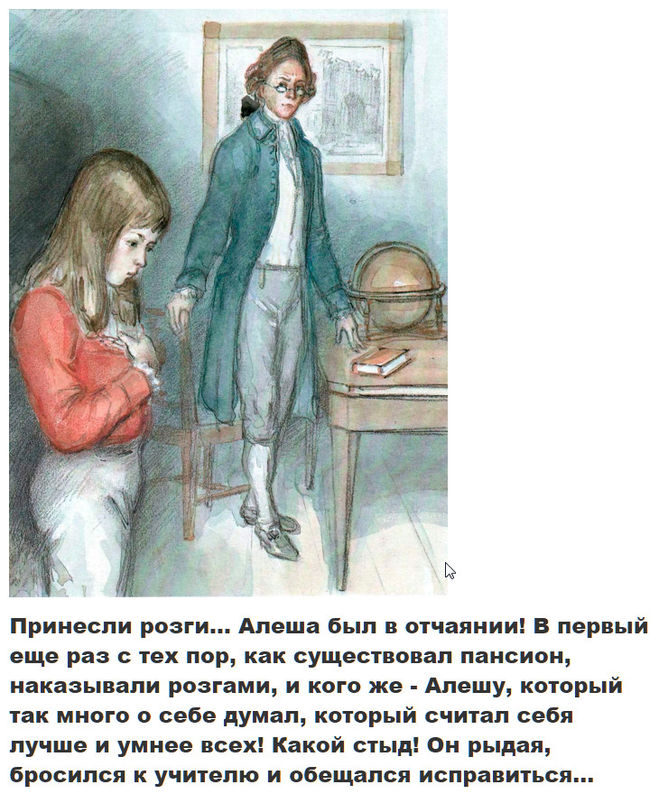 Принесли розги... Алеша был в отчаянии! В первый
еще раз с тех пор, как существовал пансион,
наказывали розгами, и кого же - Алешу, который
так много о себе думал, который считал себя
лучше и умнее всех! Какой стыд! Он рыдая,
бросился к учителю и обещался исправиться...